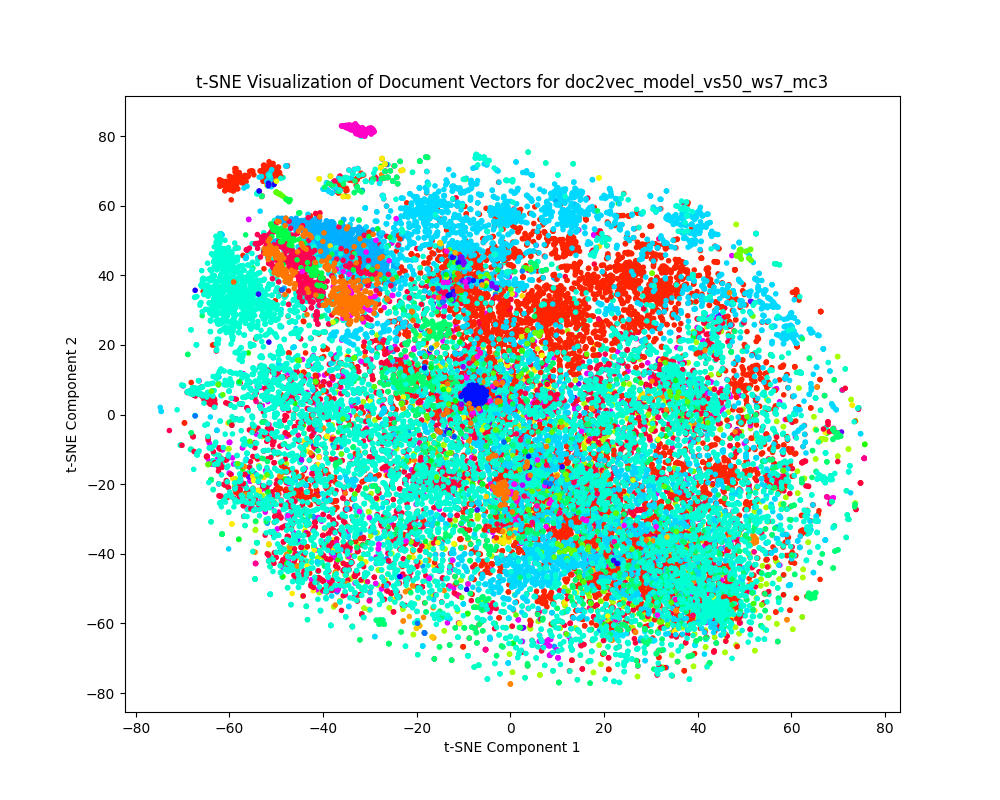 t-SNE Visualization of Document Vectors for doc2vec_model_vs50_ws7_mc3
80
60
40
20
0
−20
−40
−60
−80
t-SNE Component 2
−80 −60 −40 −20 0 20 40 60 80
t-SNE Component 1